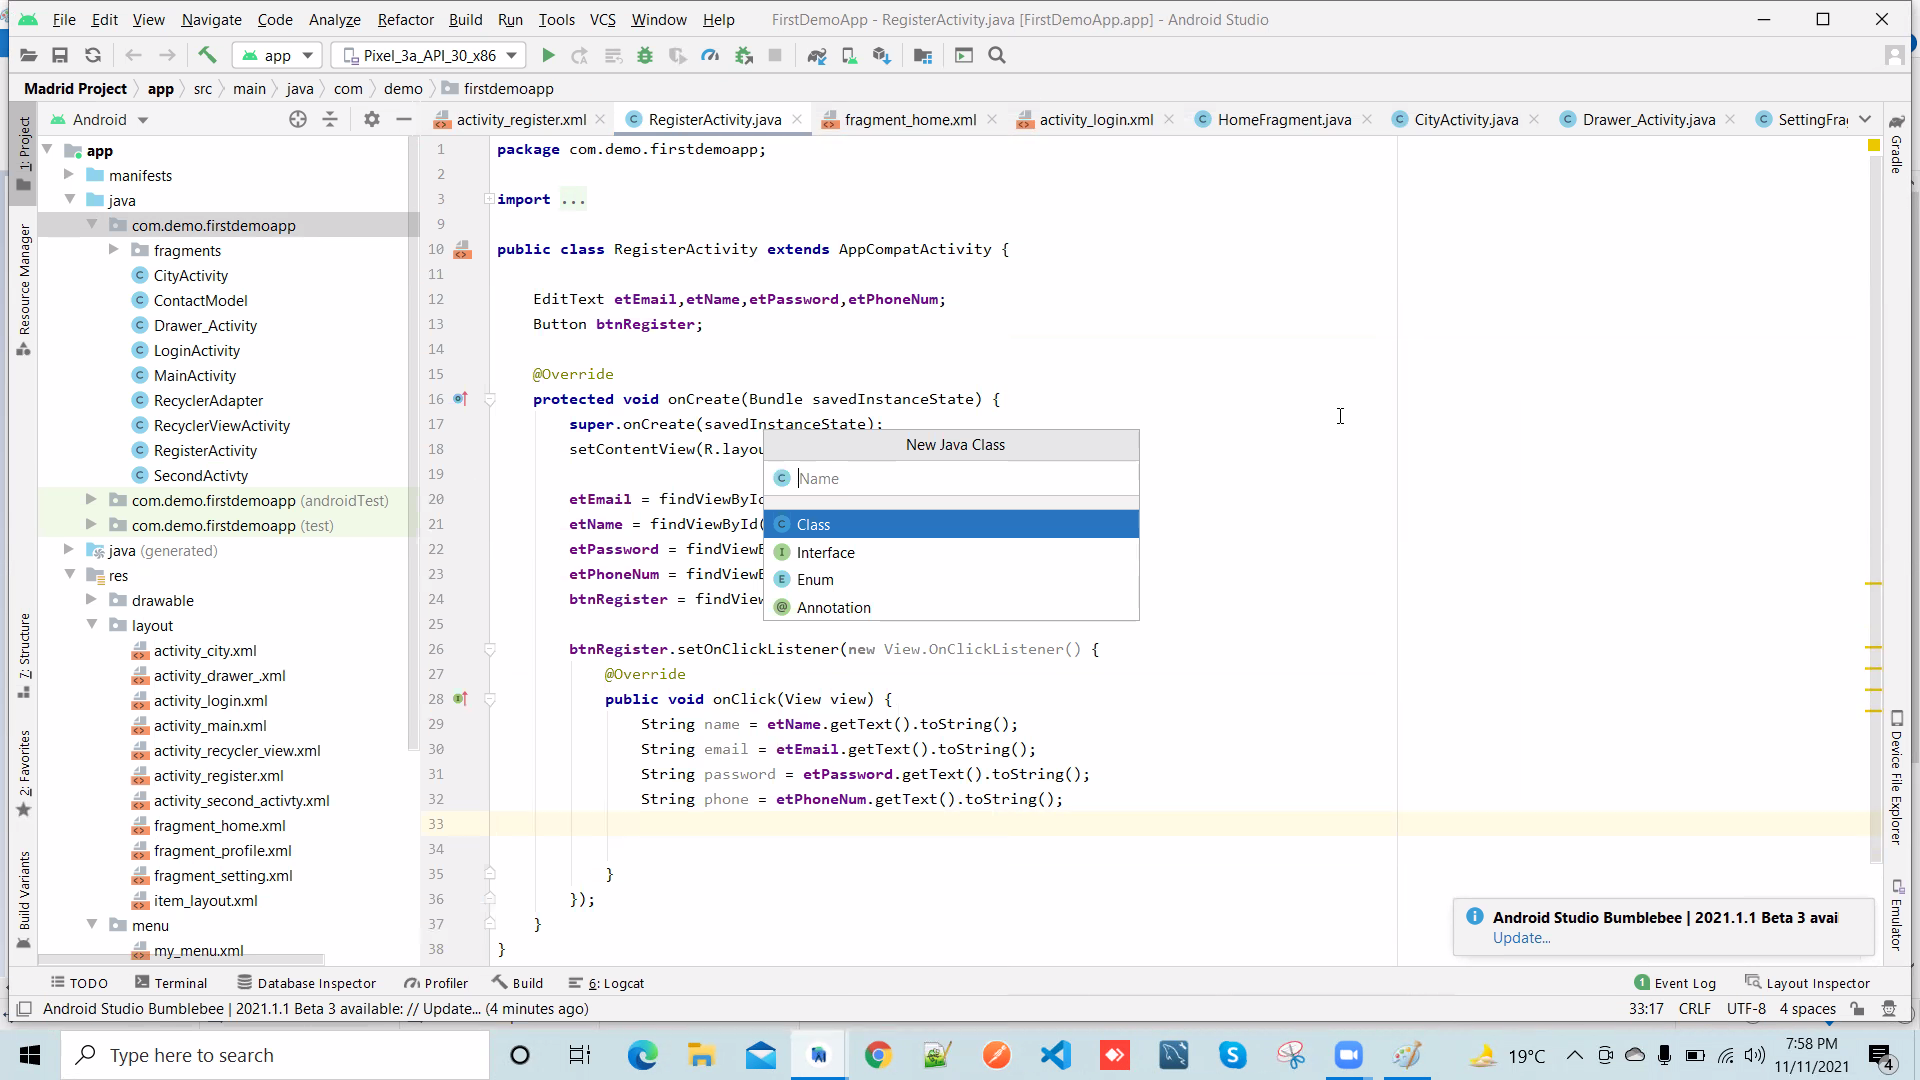 File Edit View Navigate Code Analyze Refactor Build Run Tools VCS Window Help FirstDemoApp - RegisterActivity.java [FirstDemoApp.app] - Android Studio
app Pixel_3a_API_30_x86
Madrid Project app src main java com demo firstdemoapp
Android activity_register.xml RegisterActivity.java fragment_home.xml activity_login.xml HomeFragment.java CityActivity.java Drawer_Activity.java SettingFra
1: Project
Resource Manager
7: Structure
2: Favorites
Build Variants
app
manifests
java
com.demo.firstdemoapp
fragments
CityActivity
ContactModel
Drawer_Activity
LoginActivity
MainActivity
RecyclerAdapter
RecyclerViewActivity
RegisterActivity
SecondActivty
com.demo.firstdemoapp (androidTest)
com.demo.firstdemoapp (test)
java (generated)
res
drawable
layout
activity_city.xml
activity_drawer_.xml
activity_login.xml
activity_main.xml
activity_recycler_view.xml
activity_register.xml
activity_second_activty.xml
fragment_home.xml
fragment_profile.xml
fragment_setting.xml
item_layout.xml
menu
my_menu.xml
1 package com.demo.firstdemoapp;
2
3 import ...
9
10 public class RegisterActivity extends AppCompatActivity {
11
12 EditText etEmail,etName,etPassword,etPhoneNum;
13 Button btnRegister;
14
15 @Override
16 protected void onCreate(Bundle savedInstanceState) {
17 super.onCreate(savedInstanceState);
18 setContentView(R.layou
19
20 etEmail = findViewById
21 etName = findViewById(
22 etPassword = findViewB
23 etPhoneNum = findViewB
24 btnRegister = findView
25
26 btnRegister.setOnClickListener(new View.OnClickListener() {
27 @Override
28 public void onClick(View view) {
29 String name = etName.getText().toString();
30 String email = etEmail.getText().toString();
31 String password = etPassword.getText().toString();
32 String phone = etPhoneNum.getText().toString();
33
34
35 }
36 });
37 }
38 }
New Java Class
Name
Class
Interface
Enum
Annotation
Gradle
Device File Explorer
Emulator
Android Studio Bumblebee | 2021.1.1 Beta 3 avai
Update...
TODO Terminal Database Inspector Profiler Build 6: Logcat 1 Event Log Layout Inspector
Android Studio Bumblebee | 2021.1.1 Beta 3 available: // Update... (4 minutes ago) 33:17 CRLF UTF-8 4 spaces
Type here to search 19°C 7:58 PM
11/11/2021 4